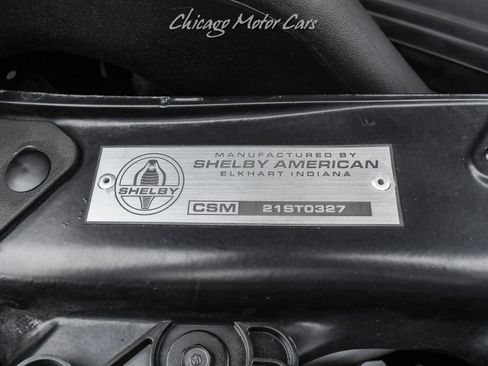 Chicago Motor Cars
MANUFACTURED BY
SHELBY AMERICAN
ELKHART INDIANA
SHELBY
CSM 21ST0327